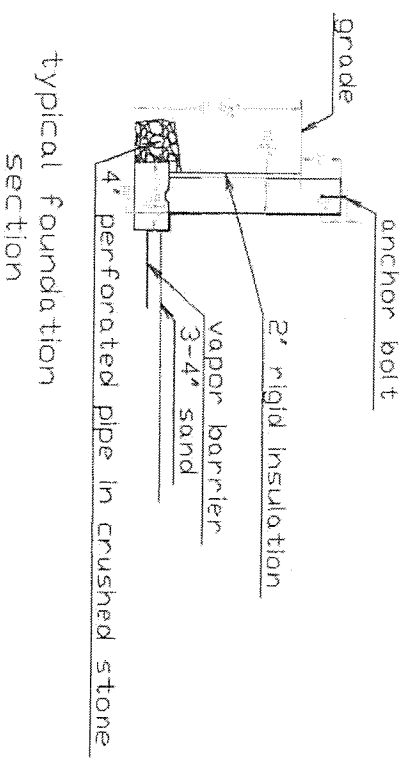 grade
anchor bolt
2" rigid insulation
vapor barrier
3-4" sand
4" perforated pipe in crushed stone
typical foundation
section